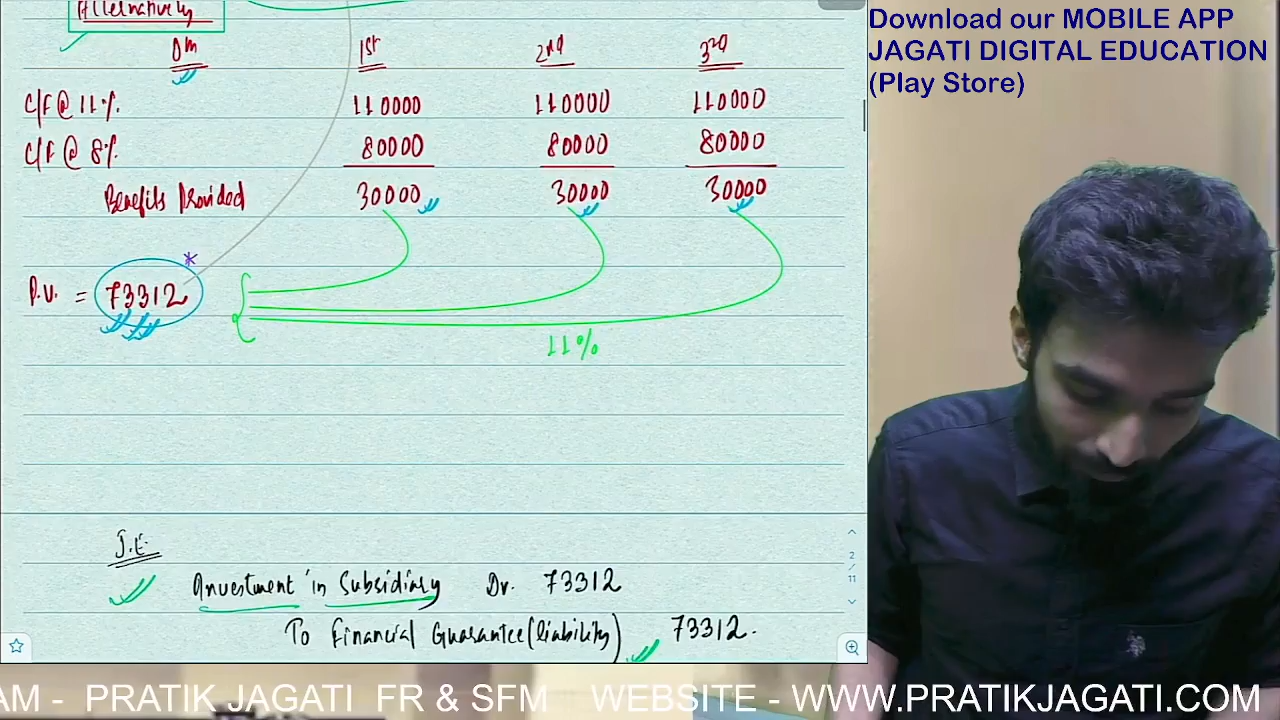 Alternatively
0m 1st 2nd 3rd
C/F @ 11% 110000 110000 110000
C/F @ 8% 80000 80000 80000
Benefits Provided 30000 30000 30000
P.V. = 73312 *
11%
J.E.
Investment in Subsidiary Dr. 73312
To Financial Guarantee (liability) 73312.
2
/
11
Download our MOBILE APP
JAGATI DIGITAL EDUCATION
(Play Store)
AM - PRATIK JAGATI FR & SFM WEBSITE - WWW.PRATIKJAGATI.COM